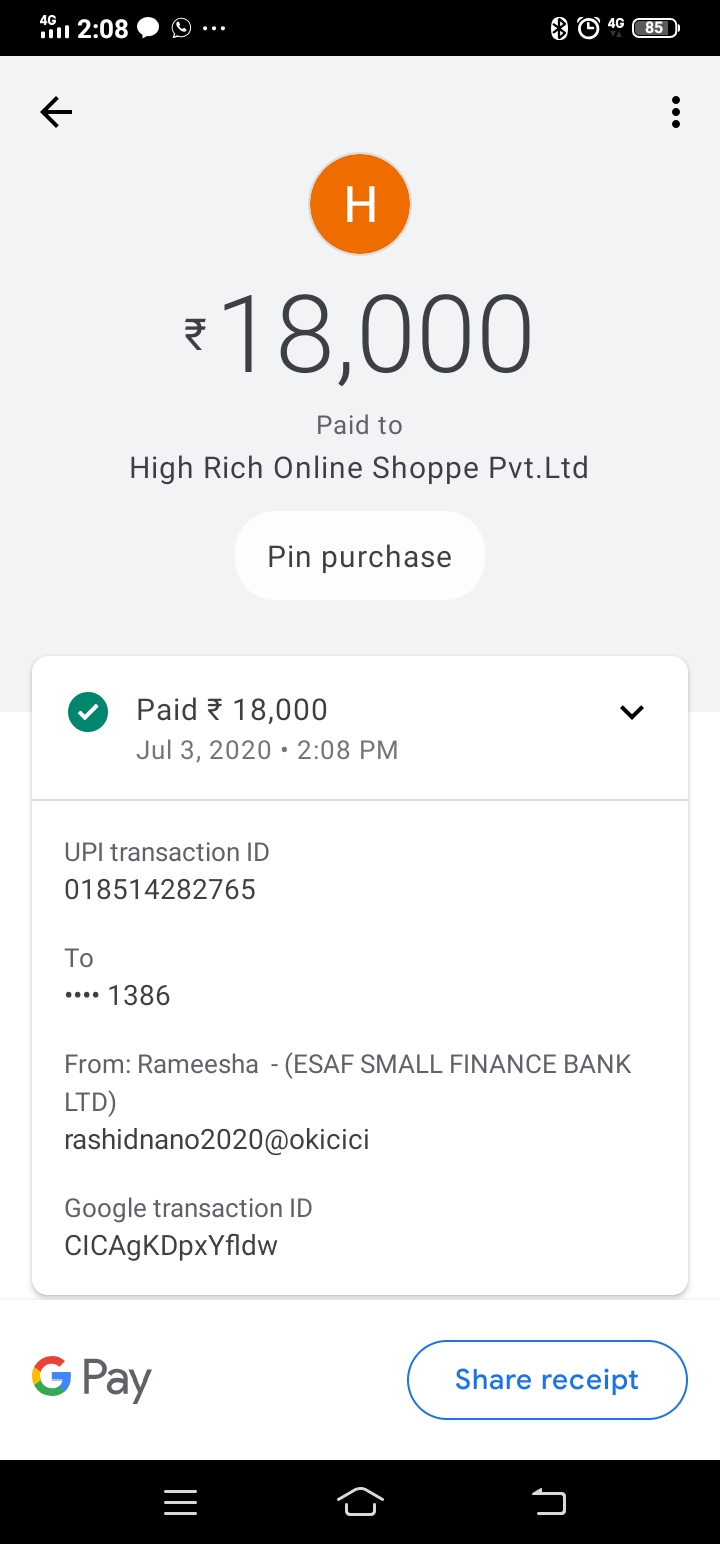 4G 2:08 ... 4G 85
H
₹18,000
Paid to
High Rich Online Shoppe Pvt.Ltd
Pin purchase
Paid ₹ 18,000
Jul 3, 2020 • 2:08 PM
UPI transaction ID
018514282765
To
•••• 1386
From: Rameesha - (ESAF SMALL FINANCE BANK
LTD)
rashidnano2020@okicici
Google transaction ID
CICAgKDpxYfldw
G Pay
Share receipt